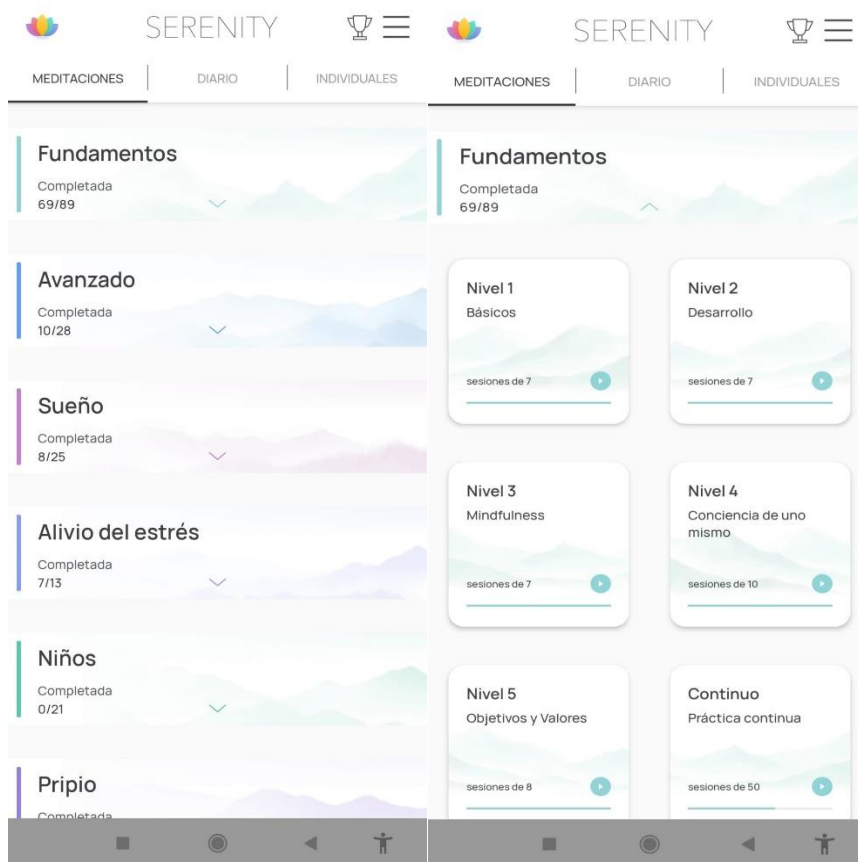 SERENITY
MEDITACIONES
DIARIO
INDIVIDUALES
Fundamentos
Completada
69/89
Avanzado
Completada
10/28
Sueño
Completada
8/25
Alivio del estrés
Completada
7/13
Niños
Completada
0/21
Pripio
Completada
SERENITY
MEDITACIONES
DIARIO
INDIVIDUALES
Fundamentos
Completada
69/89
Nivel 1
Básicos
sesiones de 7
Nivel 2
Desarrollo
sesiones de 7
Nivel 3
Mindfulness
sesiones de 7
Nivel 4
Conciencia de uno
mismo
sesiones de 10
Nivel 5
Objetivos y Valores
sesiones de 8
Continuo
Práctica continua
sesiones de 50